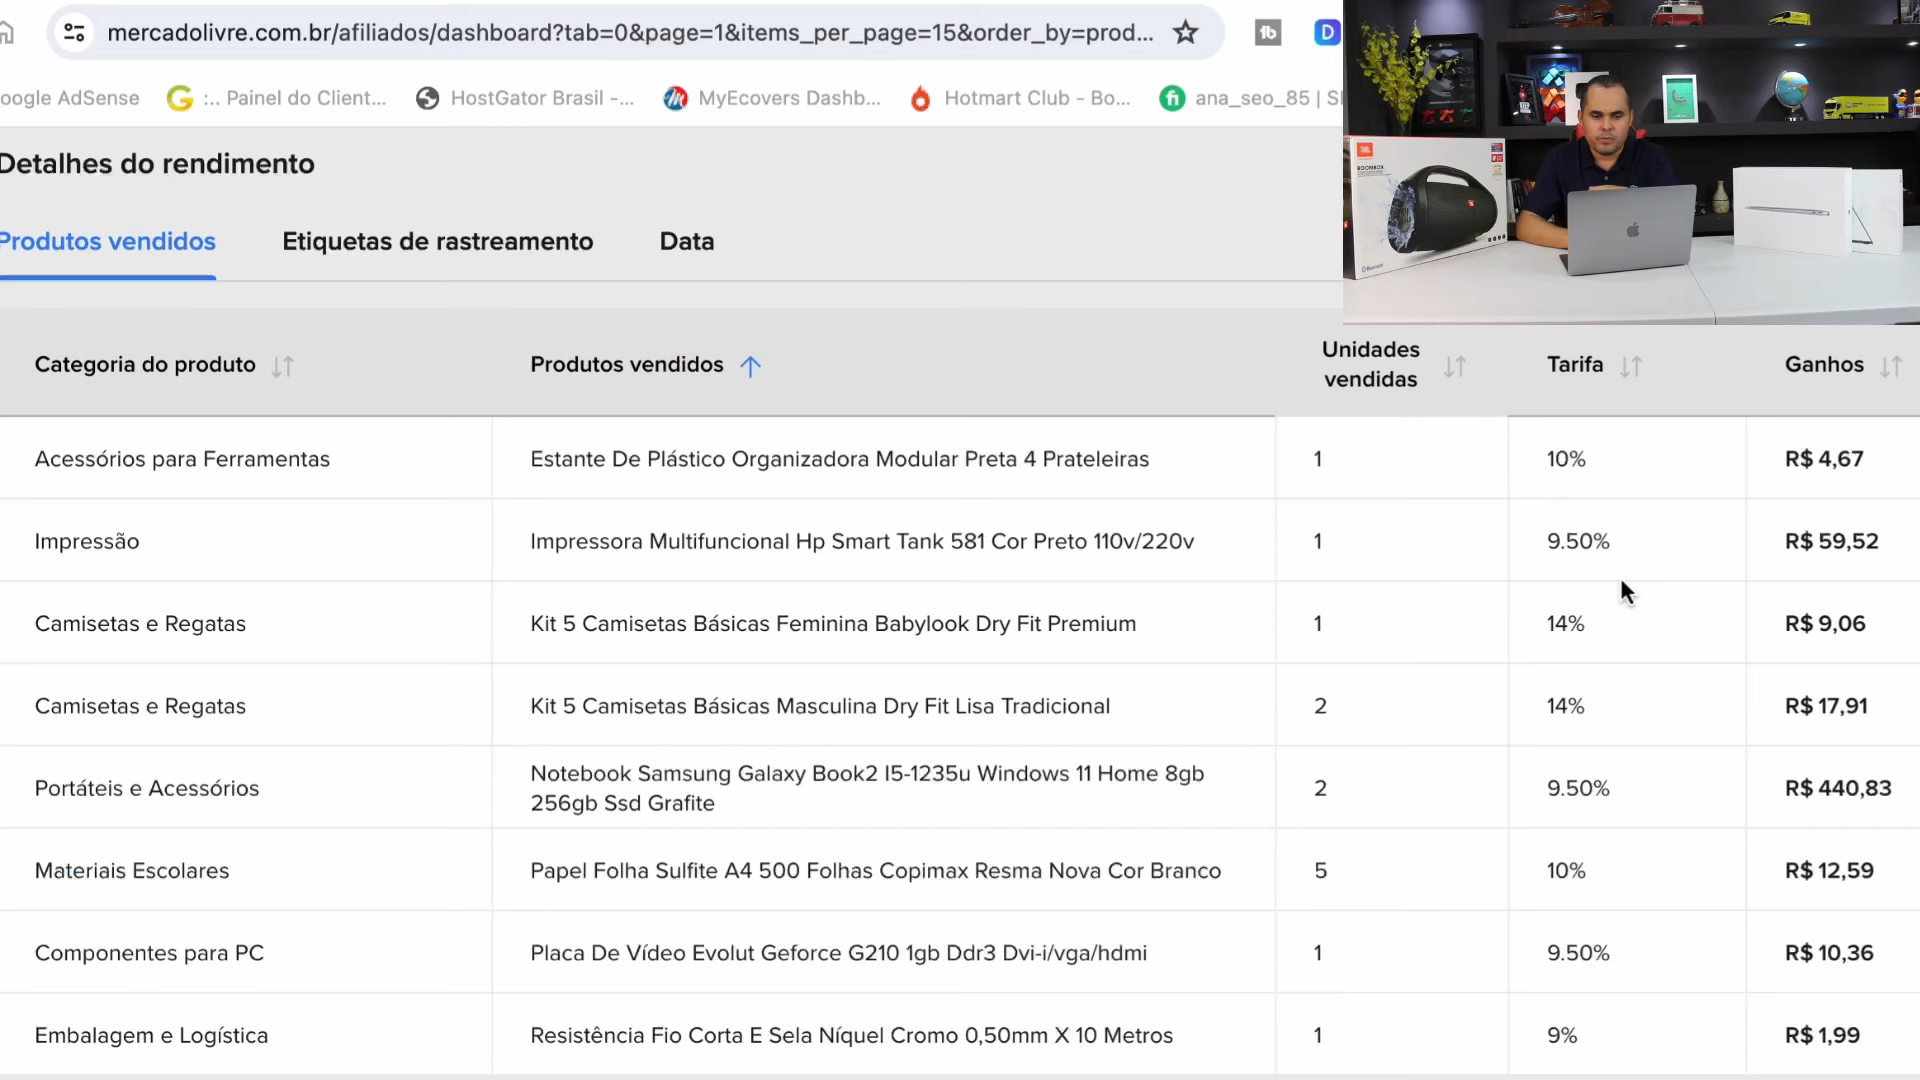 mercadolivre.com.br/afiliados/dashboard?tab=0&page=1&items_per_page=15&order_by=prod...
oogle AdSense
:.. Painel do Client...
HostGator Brasil -...
MyEcovers Dashb...
Hotmart Club - Bo...
ana_seo_85 | S
Detalhes do rendimento
Produtos vendidos
Etiquetas de rastreamento
Data
Categoria do produto
Produtos vendidos
Unidades
vendidas
Tarifa
Ganhos
Acessórios para Ferramentas
Estante De Plástico Organizadora Modular Preta 4 Prateleiras
1
10%
R$ 4,67
Impressão
Impressora Multifuncional Hp Smart Tank 581 Cor Preto 110v/220v
1
9.50%
R$ 59,52
Camisetas e Regatas
Kit 5 Camisetas Básicas Feminina Babylook Dry Fit Premium
1
14%
R$ 9,06
Camisetas e Regatas
Kit 5 Camisetas Básicas Masculina Dry Fit Lisa Tradicional
2
14%
R$ 17,91
Portáteis e Acessórios
Notebook Samsung Galaxy Book2 I5-1235u Windows 11 Home 8gb
256gb Ssd Grafite
2
9.50%
R$ 440,83
Materiais Escolares
Papel Folha Sulfite A4 500 Folhas Copimax Resma Nova Cor Branco
5
10%
R$ 12,59
Componentes para PC
Placa De Vídeo Evolut Geforce G210 1gb Ddr3 Dvi-i/vga/hdmi
1
9.50%
R$ 10,36
Embalagem e Logística
Resistência Fio Corta E Sela Níquel Cromo 0,50mm X 10 Metros
1
9%
R$ 1,99
JBL
BOOMBOX